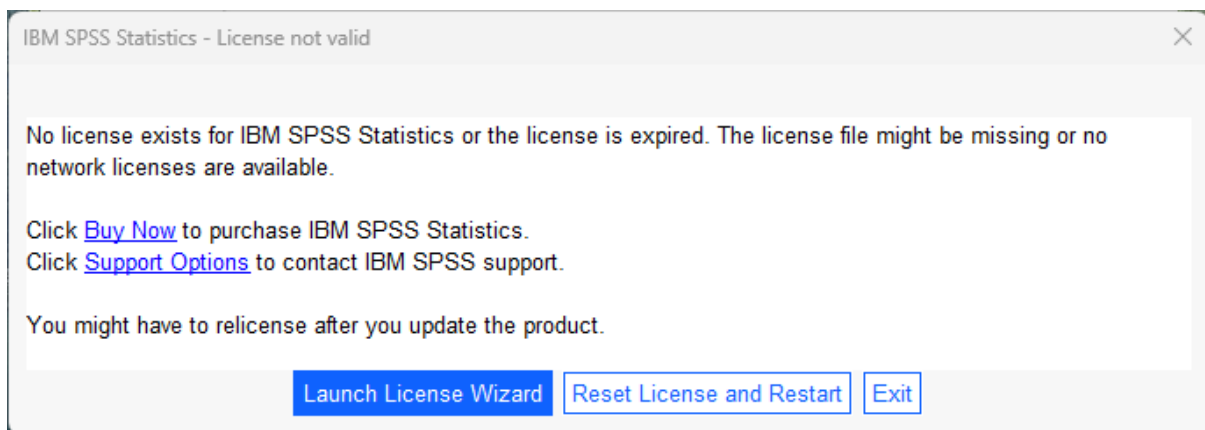 IBM SPSS Statistics - License not valid
No license exists for IBM SPSS Statistics or the license is expired. The license file might be missing or no
network licenses are available.
Click Buy Now to purchase IBM SPSS Statistics.
Click Support Options to contact IBM SPSS support.
You might have to relicense after you update the product.
Launch License Wizard Reset License and Restart Exit